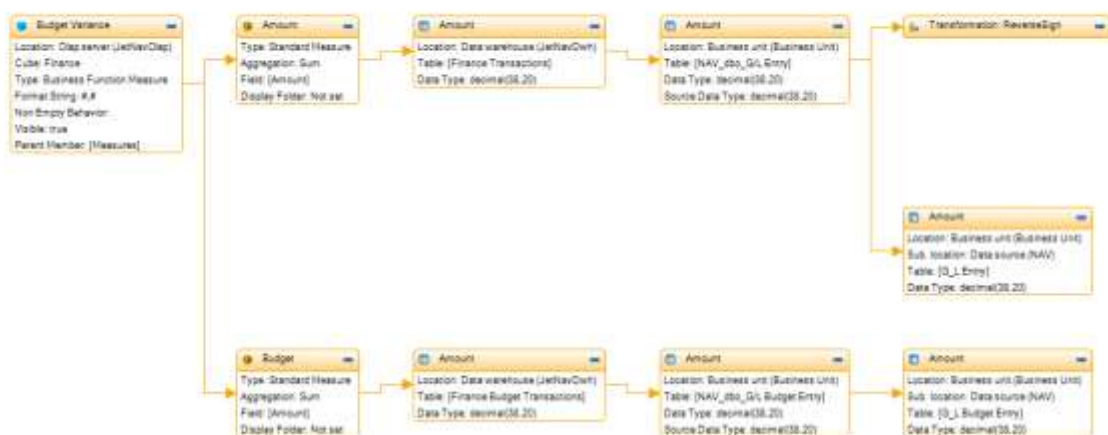 Budget Variance
Location: Olap server (JetNavOlap)
Cube: Finance
Type: Business Function Measure
Format String: #,#
Non Empty Behavior:
Visible: true
Parent Member: [Measures]
Amount
Type: Standard Measure
Aggregation: Sum
Field: [Amount]
Display Folder: Not set
Amount
Location: Data warehouse (JetNavDwh)
Table: [Finance Transactions]
Data Type: decimal(38,20)
Amount
Location: Business unit (Business Unit)
Table: [NAV_dbo_G/L Entry]
Data Type: decimal(38,20)
Source Data Type: decimal(38,20)
Transformation: ReverseSign
Amount
Location: Business unit (Business Unit)
Sub. location: Data source (NAV)
Table: [G_L Entry]
Data Type: decimal(38,20)
Budget
Type: Standard Measure
Aggregation: Sum
Field: [Amount]
Display Folder: Not set
Amount
Location: Data warehouse (JetNavDwh)
Table: [Finance Budget Transactions]
Data Type: decimal(38,20)
Amount
Location: Business unit (Business Unit)
Table: [NAV_dbo_G/L Budget Entry]
Data Type: decimal(38,20)
Source Data Type: decimal(38,20)
Amount
Location: Business unit (Business Unit)
Sub. location: Data source (NAV)
Table: [G_L Budget Entry]
Data Type: decimal(38,20)